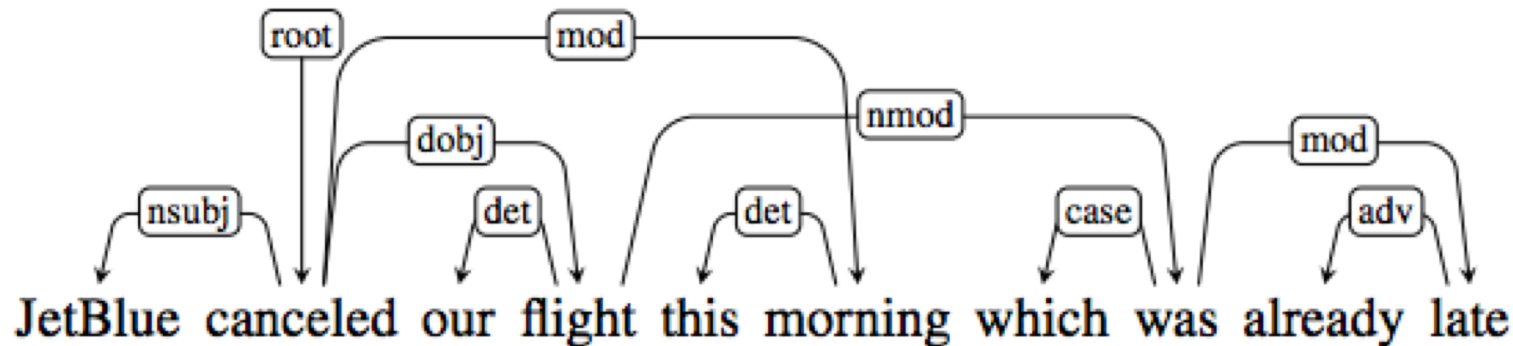 root mod
nmod
dobj mod
nsubj det det case adv
JetBlue canceled our flight this morning which was already late